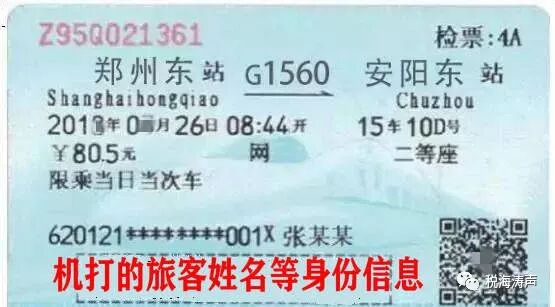 Z95Q021361 检票:4A
郑州东站 G1560 安阳东站
Shanghaihongqiao Chuzhou
26日08:44开 15车10D号
¥80.5元 网 二等座
限乘当日当次车
620121********001X 张某某
机打的旅客姓名等身份信息
税海涛声